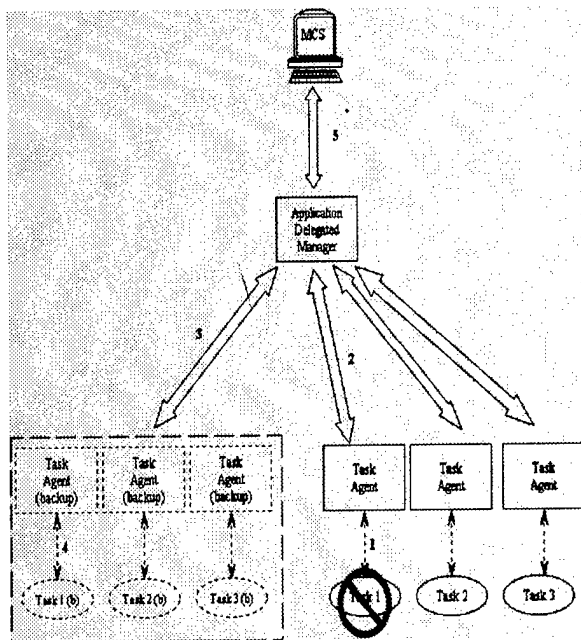 MCS
5
Application
Delegated
Manager
3
2
Task
Agent
(backup)
Task
Agent
(backup)
Task
Agent
(backup)
Task
Agent
Task
Agent
Task
Agent
4
1
Task 1 (b)
Task 2 (b)
Task 3 (b)
Task 1
Task 2
Task 3